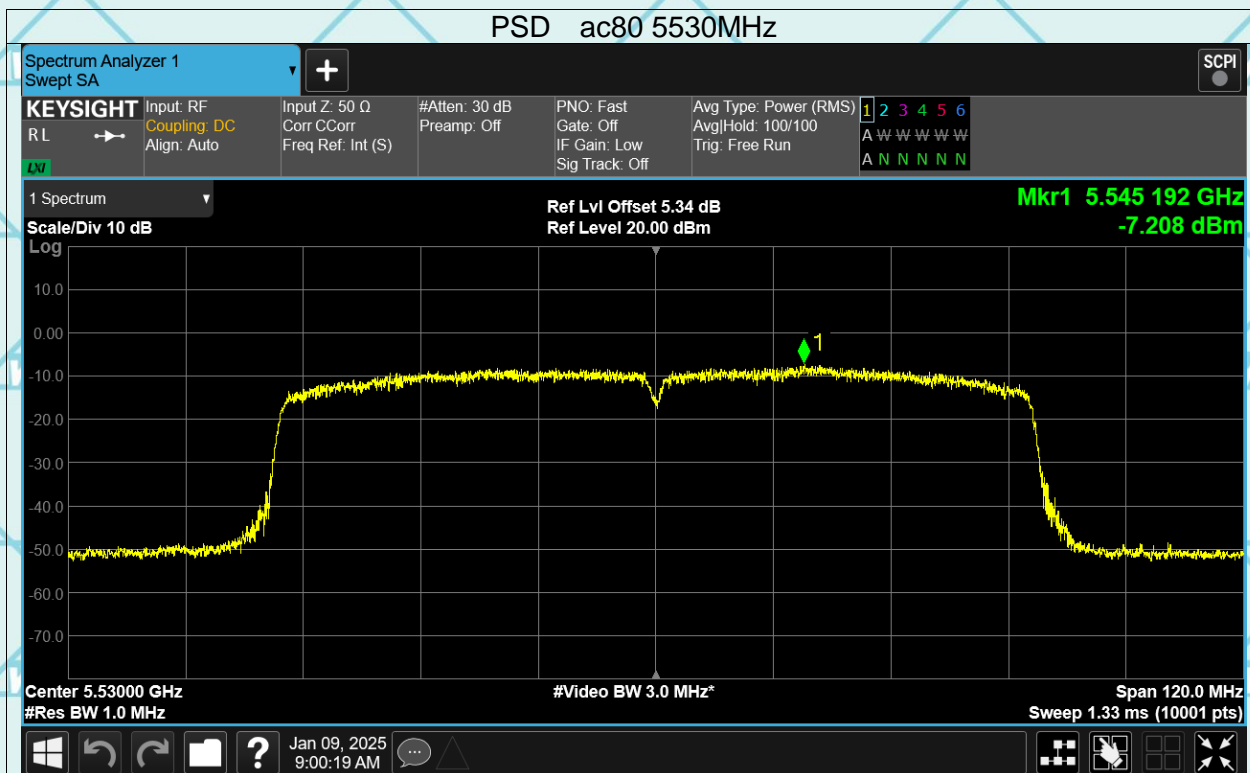 PSD ac80 5530MHz
Spectrum Analyzer 1
Swept SA
SCPI
KEYSIGHT
R L
LXI
Input: RF
Coupling: DC
Align: Auto
Input Z: 50 Ω
Corr CCorr
Freq Ref: Int (S)
#Atten: 30 dB
Preamp: Off
PNO: Fast
Gate: Off
IF Gain: Low
Sig Track: Off
Avg Type: Power (RMS)
Avg|Hold: 100/100
Trig: Free Run
1 2 3 4 5 6
A W W W W W
A N N N N N
1 Spectrum
Scale/Div 10 dB
Ref Lvl Offset 5.34 dB
Ref Level 20.00 dBm
Mkr1 5.545 192 GHz
-7.208 dBm
Log
10.0
0.00
-10.0
-20.0
-30.0
-40.0
-50.0
-60.0
-70.0
1
Center 5.53000 GHz
#Res BW 1.0 MHz
#Video BW 3.0 MHz*
Span 120.0 MHz
Sweep 1.33 ms (10001 pts)
?
Jan 09, 2025
9:00:19 AM